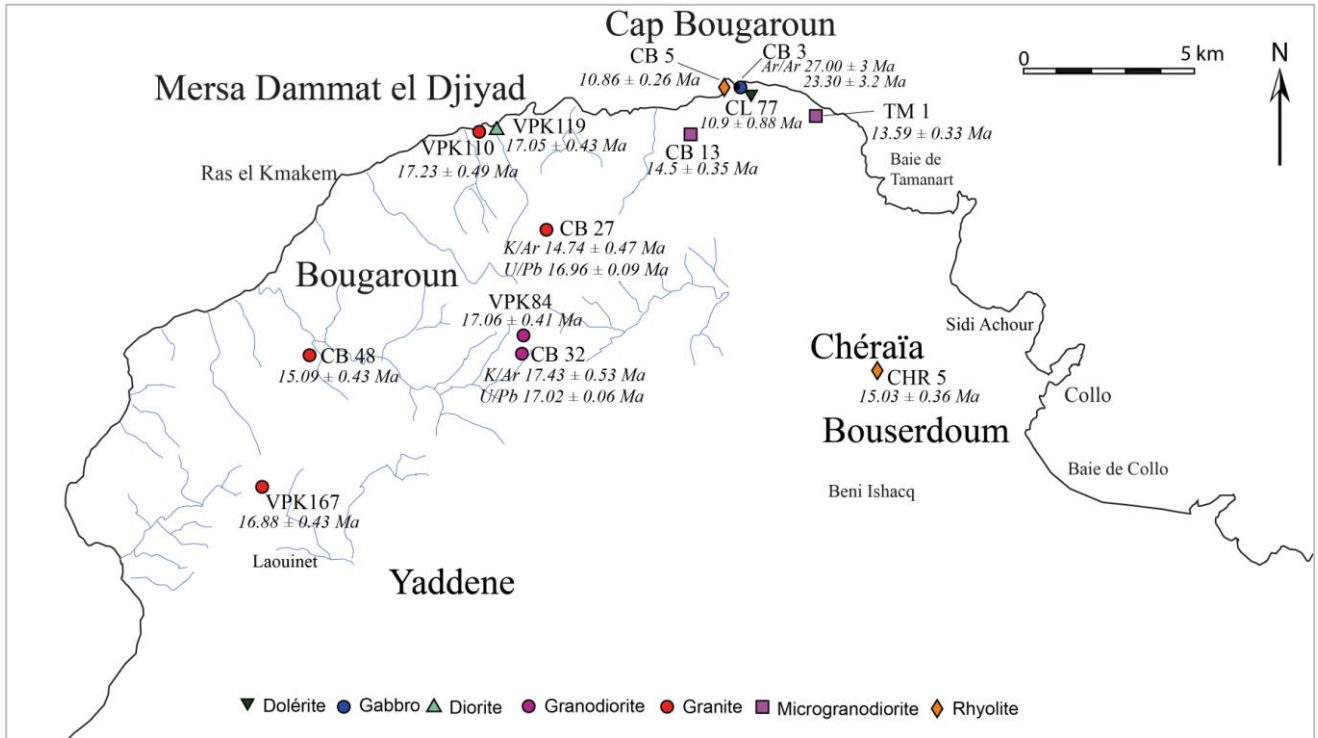 Cap Bougaroun
CB 5
10.86 ± 0.26 Ma
CB 3
Ar/Ar 27.00 ± 3 Ma
23.30 ± 3.2 Ma
0 5 km
N
Mersa Dammat el Djiyad
CL 77
10.9 ± 0.88 Ma
TM 1
13.59 ± 0.33 Ma
VPK119
17.05 ± 0.43 Ma
VPK110
17.23 ± 0.49 Ma
CB 13
14.5 ± 0.35 Ma
Baie de
Tamanart
Ras el Kmakem
CB 27
K/Ar 14.74 ± 0.47 Ma
U/Pb 16.96 ± 0.09 Ma
Bougaroun
VPK84
17.06 ± 0.41 Ma
Sidi Achour
CB 48
15.09 ± 0.43 Ma
CB 32
K/Ar 17.43 ± 0.53 Ma
U/Pb 17.02 ± 0.06 Ma
Chéraïa
CHR 5
15.03 ± 0.36 Ma
Collo
Bouserdoum
Baie de Collo
Beni Ishacq
VPK167
16.88 ± 0.43 Ma
Laouinet
Yaddene
Dolérite Gabbro Diorite Granodiorite Granite Microgranodiorite Rhyolite